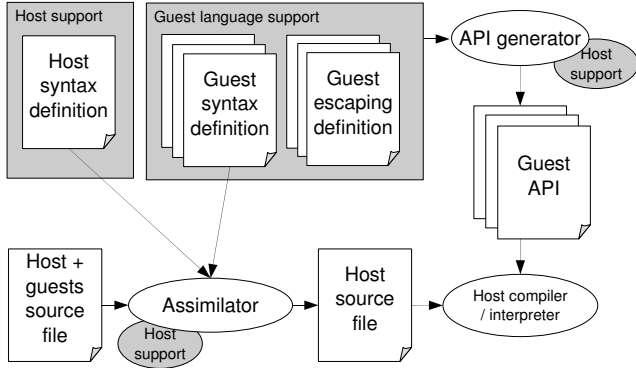 Host support
Host
syntax
definition
Guest language support
Guest
syntax
definition
Guest
escaping
definition
API generator
Host
support
Guest
API
Host +
guests
source
file
Assimilator
Host
support
Host
source
file
Host compiler
/ interpreter